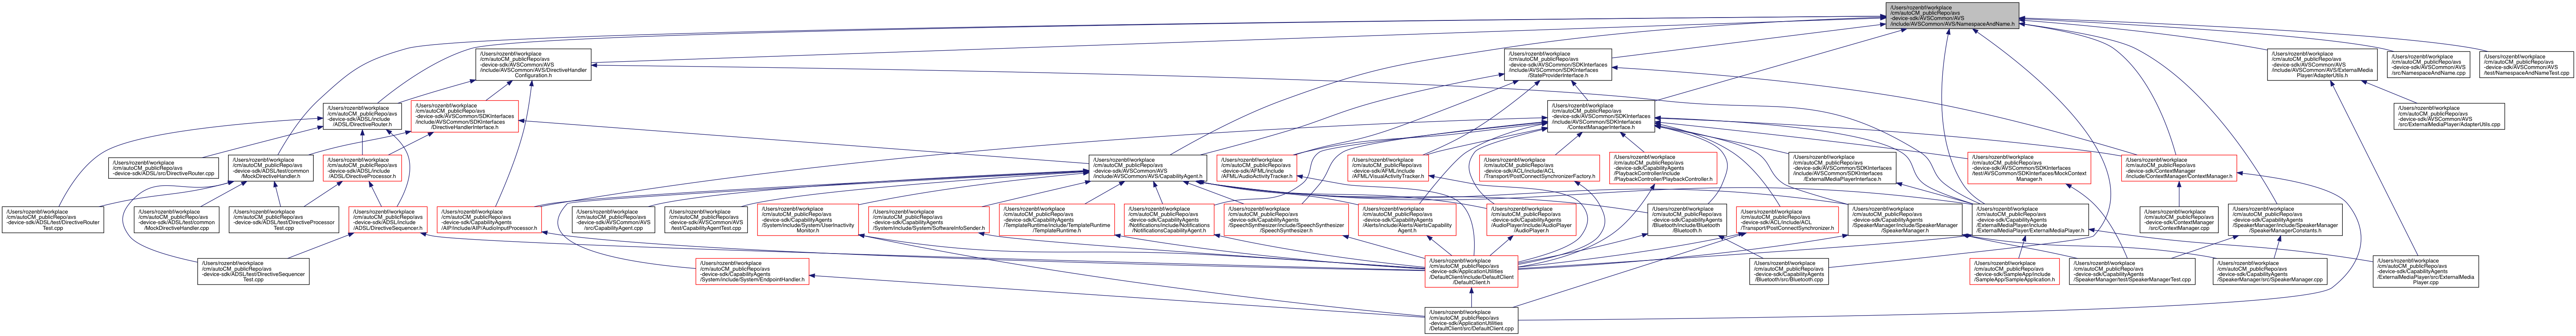 /Users/rozenbf/workplace
/cm/autoCM_publicRepo/avs
-device-sdk/AVSCommon/AVS
/include/AVSCommon/AVS/NamespaceAndName.h
/Users/rozenbf/workplace
/cm/autoCM_publicRepo/avs
-device-sdk/AVSCommon/AVS
/include/AVSCommon/AVS/DirectiveHandler
Configuration.h
/Users/rozenbf/workplace
/cm/autoCM_publicRepo/avs
-device-sdk/AVSCommon/SDKInterfaces
/include/AVSCommon/SDKInterfaces
/StateProviderInterface.h
/Users/rozenbf/workplace
/cm/autoCM_publicRepo/avs
-device-sdk/AVSCommon/AVS
/include/AVSCommon/AVS/ExternalMedia
Player/AdapterUtils.h
/Users/rozenbf/workplace
/cm/autoCM_publicRepo/avs
-device-sdk/AVSCommon/AVS
/src/NamespaceAndName.cpp
/Users/rozenbf/workplace
/cm/autoCM_publicRepo/avs
-device-sdk/AVSCommon/AVS
/test/NamespaceAndNameTest.cpp
/Users/rozenbf/workplace
/cm/autoCM_publicRepo/avs
-device-sdk/ADSL/include
/ADSL/DirectiveRouter.h
/Users/rozenbf/workplace
/cm/autoCM_publicRepo/avs
-device-sdk/AVSCommon/SDKInterfaces
/include/AVSCommon/SDKInterfaces
/DirectiveHandlerInterface.h
/Users/rozenbf/workplace
/cm/autoCM_publicRepo/avs
-device-sdk/AVSCommon/SDKInterfaces
/include/AVSCommon/SDKInterfaces
/ContextManagerInterface.h
/Users/rozenbf/workplace
/cm/autoCM_publicRepo/avs
-device-sdk/AVSCommon/AVS
/src/ExternalMediaPlayer/AdapterUtils.cpp
/Users/rozenbf/workplace
/cm/autoCM_publicRepo/avs
-device-sdk/ADSL/src/DirectiveRouter.cpp
/Users/rozenbf/workplace
/cm/autoCM_publicRepo/avs
-device-sdk/ADSL/test/common
/MockDirectiveHandler.h
/Users/rozenbf/workplace
/cm/autoCM_publicRepo/avs
-device-sdk/ADSL/include
/ADSL/DirectiveProcessor.h
/Users/rozenbf/workplace
/cm/autoCM_publicRepo/avs
-device-sdk/AVSCommon/AVS
/include/AVSCommon/AVS/CapabilityAgent.h
/Users/rozenbf/workplace
/cm/autoCM_publicRepo/avs
-device-sdk/AFML/include
/AFML/AudioActivityTracker.h
/Users/rozenbf/workplace
/cm/autoCM_publicRepo/avs
-device-sdk/AFML/include
/AFML/VisualActivityTracker.h
/Users/rozenbf/workplace
/cm/autoCM_publicRepo/avs
-device-sdk/ACL/include/ACL
/Transport/PostConnectSynchronizerFactory.h
/Users/rozenbf/workplace
/cm/autoCM_publicRepo/avs
-device-sdk/CapabilityAgents
/PlaybackController/include
/PlaybackController/PlaybackController.h
/Users/rozenbf/workplace
/cm/autoCM_publicRepo/avs
-device-sdk/AVSCommon/SDKInterfaces
/include/AVSCommon/SDKInterfaces
/ExternalMediaPlayerInterface.h
/Users/rozenbf/workplace
/cm/autoCM_publicRepo/avs
-device-sdk/AVSCommon/SDKInterfaces
/test/AVSCommon/SDKInterfaces/MockContext
Manager.h
/Users/rozenbf/workplace
/cm/autoCM_publicRepo/avs
-device-sdk/ContextManager
/include/ContextManager/ContextManager.h
/Users/rozenbf/workplace
/cm/autoCM_publicRepo/avs
-device-sdk/ADSL/test/DirectiveRouter
Test.cpp
/Users/rozenbf/workplace
/cm/autoCM_publicRepo/avs
-device-sdk/ADSL/test/common
/MockDirectiveHandler.cpp
/Users/rozenbf/workplace
/cm/autoCM_publicRepo/avs
-device-sdk/ADSL/test/DirectiveProcessor
Test.cpp
/Users/rozenbf/workplace
/cm/autoCM_publicRepo/avs
-device-sdk/ADSL/include
/ADSL/DirectiveSequencer.h
/Users/rozenbf/workplace
/cm/autoCM_publicRepo/avs
-device-sdk/CapabilityAgents
/AIP/include/AIP/AudioInputProcessor.h
/Users/rozenbf/workplace
/cm/autoCM_publicRepo/avs
-device-sdk/AVSCommon/AVS
/src/CapabilityAgent.cpp
/Users/rozenbf/workplace
/cm/autoCM_publicRepo/avs
-device-sdk/AVSCommon/AVS
/test/CapabilityAgentTest.cpp
/Users/rozenbf/workplace
/cm/autoCM_publicRepo/avs
-device-sdk/CapabilityAgents
/System/include/System/UserInactivity
Monitor.h
/Users/rozenbf/workplace
/cm/autoCM_publicRepo/avs
-device-sdk/CapabilityAgents
/System/include/System/SoftwareInfoSender.h
/Users/rozenbf/workplace
/cm/autoCM_publicRepo/avs
-device-sdk/CapabilityAgents
/TemplateRuntime/include/TemplateRuntime
/TemplateRuntime.h
/Users/rozenbf/workplace
/cm/autoCM_publicRepo/avs
-device-sdk/CapabilityAgents
/Notifications/include/Notifications
/NotificationsCapabilityAgent.h
/Users/rozenbf/workplace
/cm/autoCM_publicRepo/avs
-device-sdk/CapabilityAgents
/SpeechSynthesizer/include/SpeechSynthesizer
/SpeechSynthesizer.h
/Users/rozenbf/workplace
/cm/autoCM_publicRepo/avs
-device-sdk/CapabilityAgents
/Alerts/include/Alerts/AlertsCapability
Agent.h
/Users/rozenbf/workplace
/cm/autoCM_publicRepo/avs
-device-sdk/CapabilityAgents
/AudioPlayer/include/AudioPlayer
/AudioPlayer.h
/Users/rozenbf/workplace
/cm/autoCM_publicRepo/avs
-device-sdk/CapabilityAgents
/Bluetooth/include/Bluetooth
/Bluetooth.h
/Users/rozenbf/workplace
/cm/autoCM_publicRepo/avs
-device-sdk/ACL/include/ACL
/Transport/PostConnectSynchronizer.h
/Users/rozenbf/workplace
/cm/autoCM_publicRepo/avs
-device-sdk/CapabilityAgents
/SpeakerManager/include/SpeakerManager
/SpeakerManager.h
/Users/rozenbf/workplace
/cm/autoCM_publicRepo/avs
-device-sdk/CapabilityAgents
/ExternalMediaPlayer/include
/ExternalMediaPlayer/ExternalMediaPlayer.h
/Users/rozenbf/workplace
/cm/autoCM_publicRepo/avs
-device-sdk/ContextManager
/src/ContextManager.cpp
/Users/rozenbf/workplace
/cm/autoCM_publicRepo/avs
-device-sdk/CapabilityAgents
/SpeakerManager/include/SpeakerManager
/SpeakerManagerConstants.h
/Users/rozenbf/workplace
/cm/autoCM_publicRepo/avs
-device-sdk/ADSL/test/DirectiveSequencer
Test.cpp
/Users/rozenbf/workplace
/cm/autoCM_publicRepo/avs
-device-sdk/CapabilityAgents
/System/include/System/EndpointHandler.h
/Users/rozenbf/workplace
/cm/autoCM_publicRepo/avs
-device-sdk/ApplicationUtilities
/DefaultClient/include/DefaultClient
/DefaultClient.h
/Users/rozenbf/workplace
/cm/autoCM_publicRepo/avs
-device-sdk/CapabilityAgents
/Bluetooth/src/Bluetooth.cpp
/Users/rozenbf/workplace
/cm/autoCM_publicRepo/avs
-device-sdk/SampleApp/include
/SampleApp/SampleApplication.h
/Users/rozenbf/workplace
/cm/autoCM_publicRepo/avs
-device-sdk/CapabilityAgents
/SpeakerManager/test/SpeakerManagerTest.cpp
/Users/rozenbf/workplace
/cm/autoCM_publicRepo/avs
-device-sdk/CapabilityAgents
/SpeakerManager/src/SpeakerManager.cpp
/Users/rozenbf/workplace
/cm/autoCM_publicRepo/avs
-device-sdk/CapabilityAgents
/ExternalMediaPlayer/src/ExternalMedia
Player.cpp
/Users/rozenbf/workplace
/cm/autoCM_publicRepo/avs
-device-sdk/ApplicationUtilities
/DefaultClient/src/DefaultClient.cpp